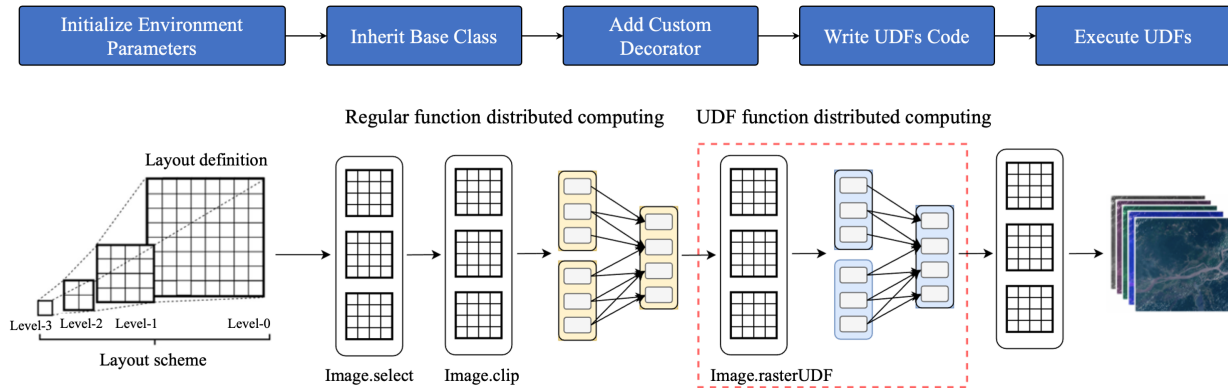 Initialize Environment
Parameters
Inherit Base Class
Add Custom
Decorator
Write UDFs Code
Execute UDFs
Regular function distributed computing
UDF function distributed computing
Layout definition
Level-3
Level-2
Level-1
Level-0
Layout scheme
Image.select
Image.clip
Image.rasterUDF